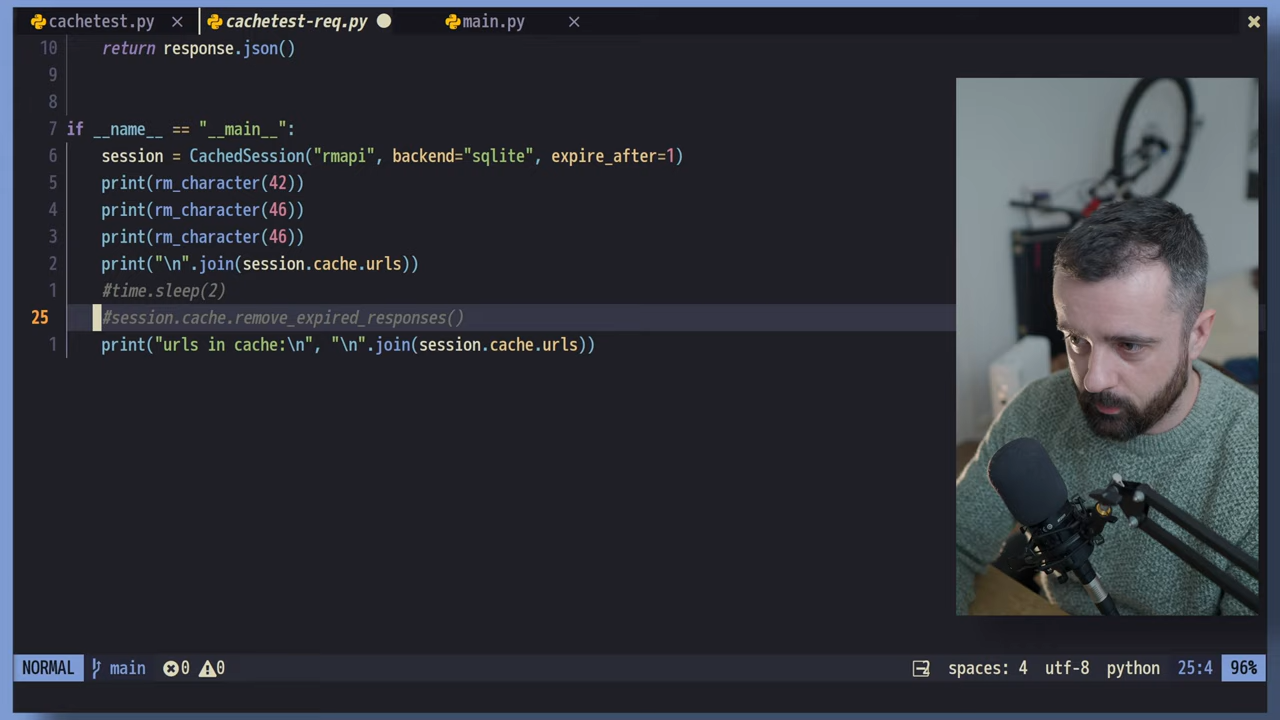 cachetest.py × cachetest-req.py main.py ×
10 return response.json()
9
8
7 if __name__ == "__main__":
6 session = CachedSession("rmapi", backend="sqlite", expire_after=1)
5 print(rm_character(42))
4 print(rm_character(46))
3 print(rm_character(46))
2 print("\n".join(session.cache.urls))
1 #time.sleep(2)
25 #session.cache.remove_expired_responses()
1 print("urls in cache:\n", "\n".join(session.cache.urls))
NORMAL main 0 0 spaces: 4 utf-8 python 25:4 96%